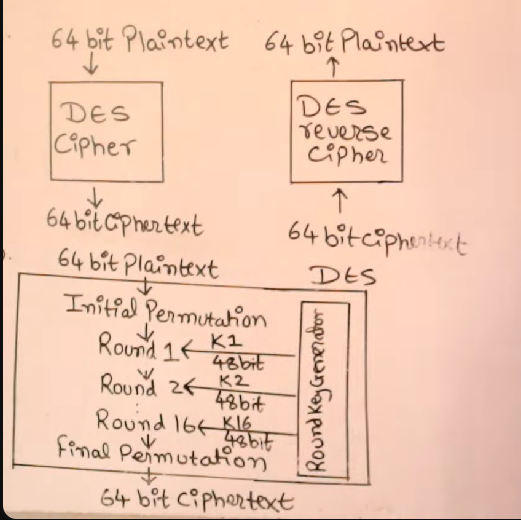 64 bit Plaintext
DES
Cipher
64 bit Ciphertext
64 bit Plaintext
DES
reverse
Cipher
64 bit ciphertext
64 bit Plaintext
DES
Initial Permutation
Round 1
K1
48bit
Round 2
K2
48bit
Round 16
K16
48bit
Final Permutation
Round Key Generator
64 bit Ciphertext